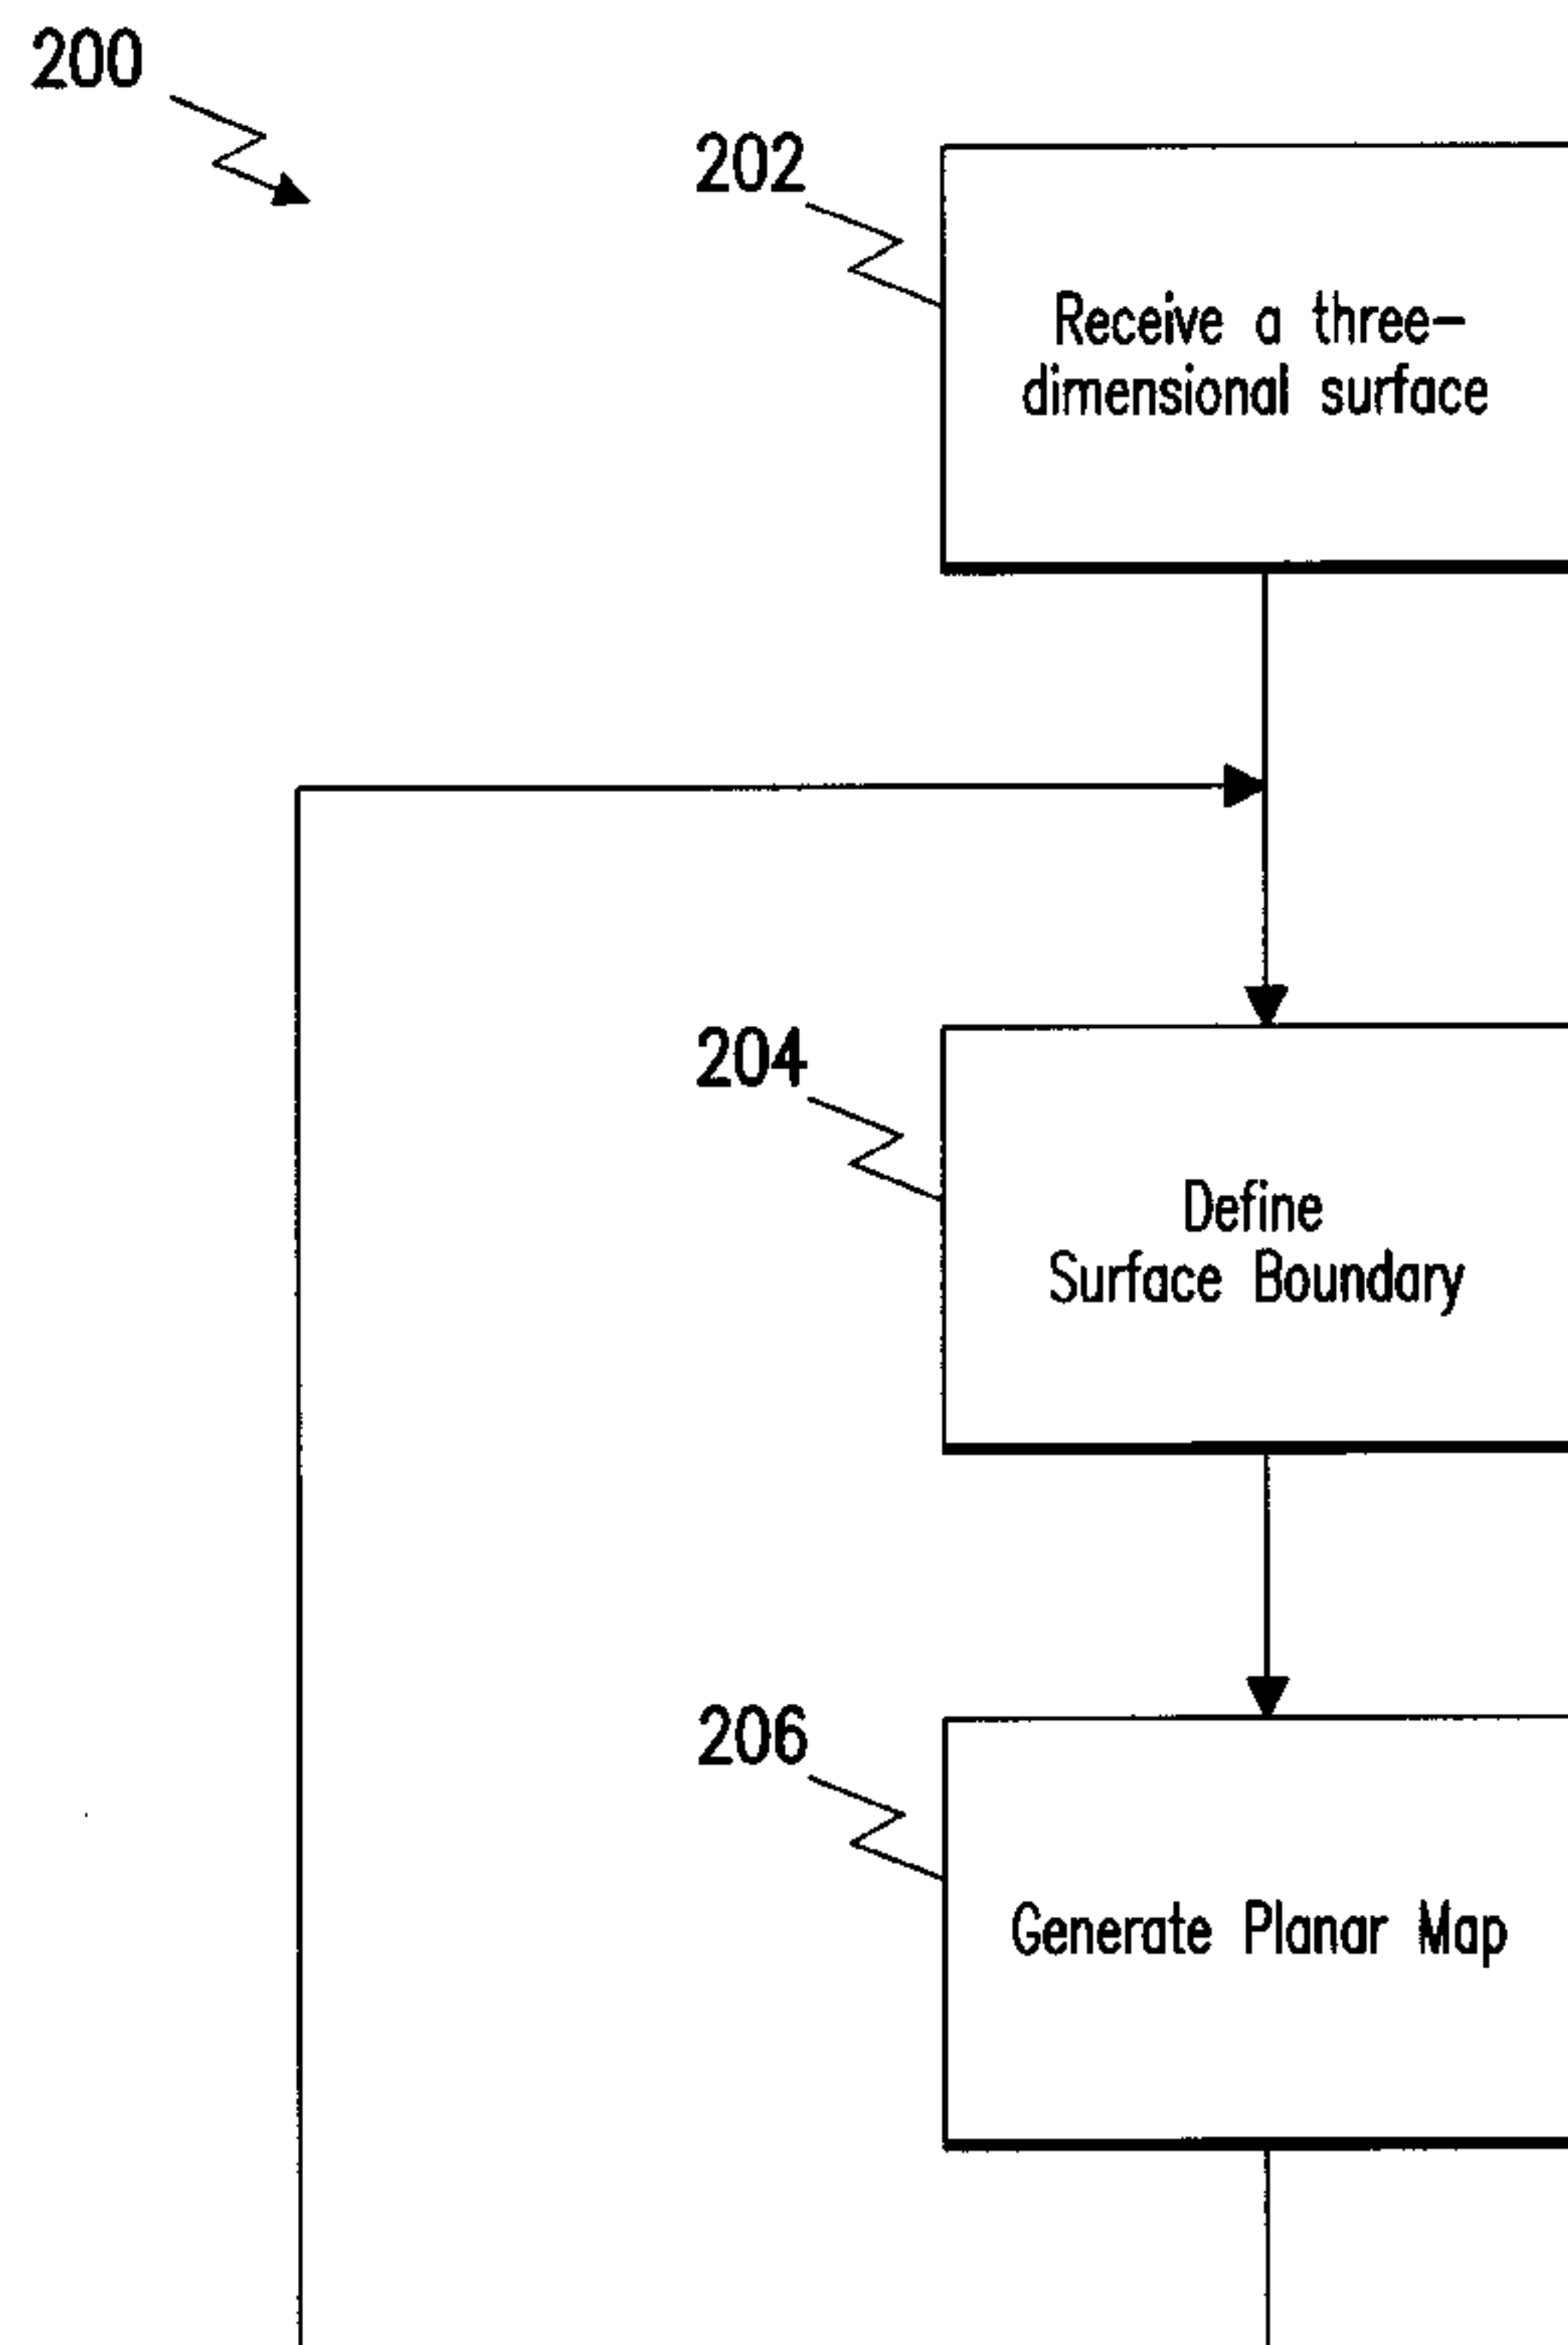 200
202
Receive a three-
dimensional surface
204
Define
Surface Boundary
206
Generate Planar Map